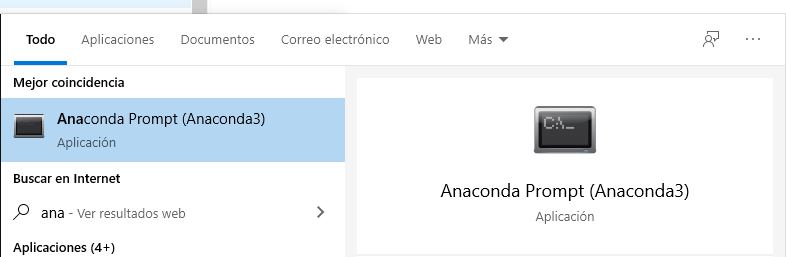 Todo Aplicaciones Documentos Correo electrónico Web Más
Mejor coincidencia
Anaconda Prompt (Anaconda3)
Aplicación
Buscar en Internet
ana - Ver resultados web
Aplicaciones (4+)
C:\_
Anaconda Prompt (Anaconda3)
Aplicación